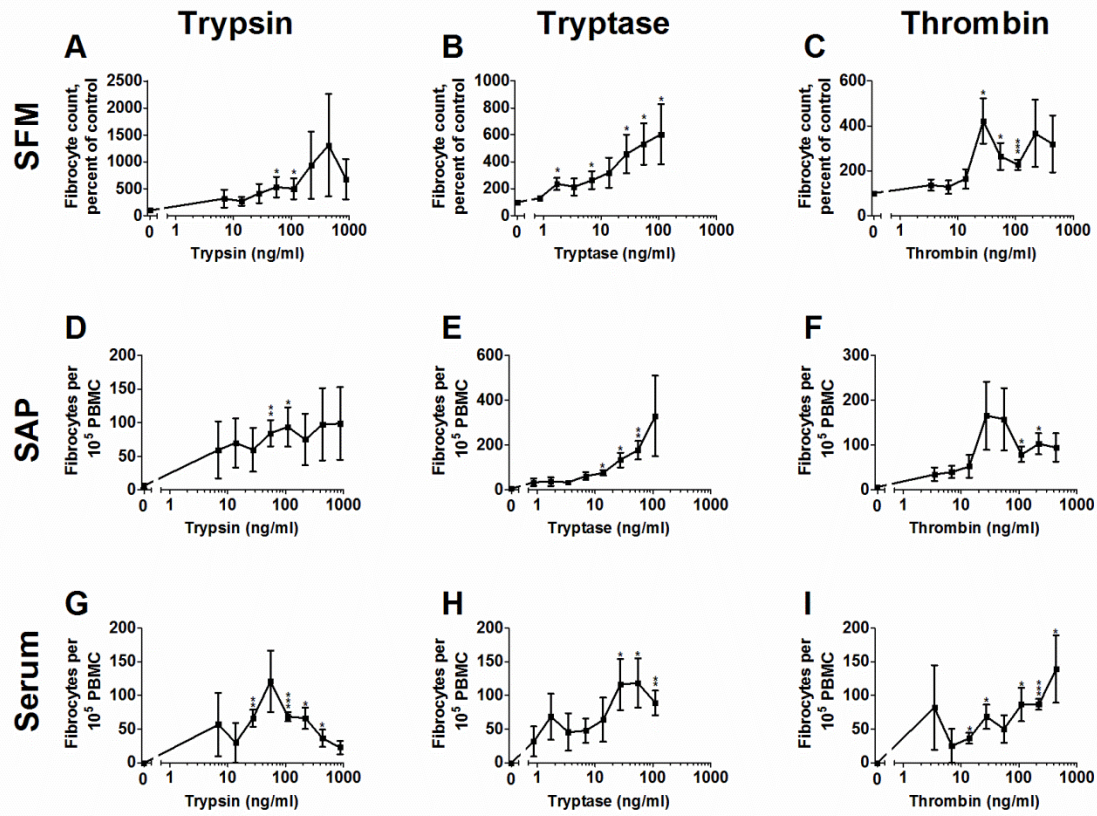 Trypsin
Tryptase
Thrombin
SFM
A
Fibrocyte count,
percent of control
2500
2000
1500
1000
500
0
* *
0 1 10 100 1000
Trypsin (ng/ml)
B
Fibrocyte count,
percent of control
1000
800
600
400
200
0
* * * * *
0 1 10 100 1000
Tryptase (ng/ml)
C
Fibrocyte count,
percent of control
600
400
200
0
* * ***
0 1 10 100 1000
Thrombin (ng/ml)
SAP
D
Fibrocytes per
10⁵ PBMC
200
150
100
50
0
** *
0 1 10 100 1000
Trypsin (ng/ml)
E
Fibrocytes per
10⁵ PBMC
600
400
200
0
* * **
0 1 10 100 1000
Tryptase (ng/ml)
F
Fibrocytes per
10⁵ PBMC
300
200
100
0
* *
0 1 10 100 1000
Thrombin (ng/ml)
Serum
G
Fibrocytes per
10⁵ PBMC
200
150
100
50
0
** *** * *
0 1 10 100 1000
Trypsin (ng/ml)
H
Fibrocytes per
10⁵ PBMC
200
150
100
50
0
* * **
0 1 10 100 1000
Tryptase (ng/ml)
I
Fibrocytes per
10⁵ PBMC
200
150
100
50
0
* * * *** *
0 1 10 100 1000
Thrombin (ng/ml)